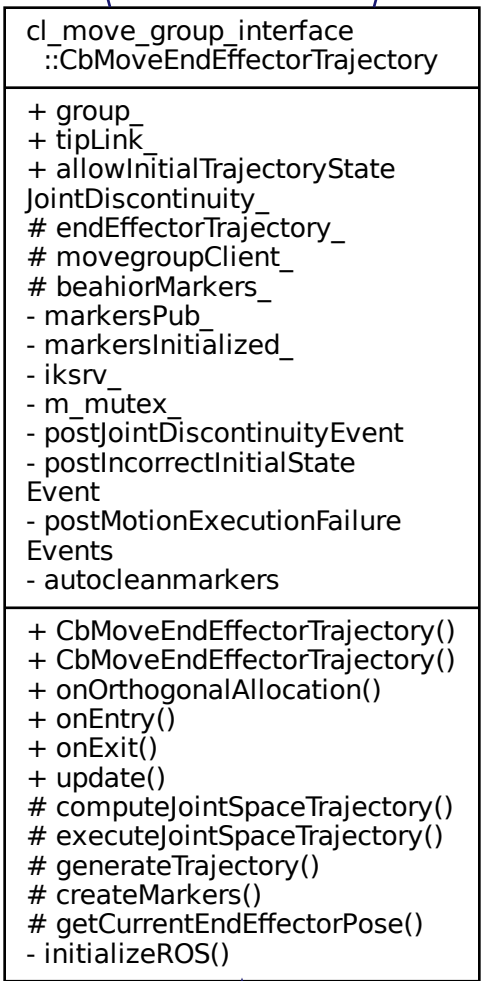 cl_move_group_interface
::CbMoveEndEffectorTrajectory
+ group_
+ tipLink_
+ allowInitialTrajectoryState
JointDiscontinuity_
# endEffectorTrajectory_
# movegroupClient_
# beahiorMarkers_
- markersPub_
- markersInitialized_
- iksrv_
- m_mutex_
- postJointDiscontinuityEvent
- postIncorrectInitialState
Event
- postMotionExecutionFailure
Events
- autocleanmarkers
+ CbMoveEndEffectorTrajectory()
+ CbMoveEndEffectorTrajectory()
+ onOrthogonalAllocation()
+ onEntry()
+ onExit()
+ update()
# computeJointSpaceTrajectory()
# executeJointSpaceTrajectory()
# generateTrajectory()
# createMarkers()
# getCurrentEndEffectorPose()
- initializeROS()